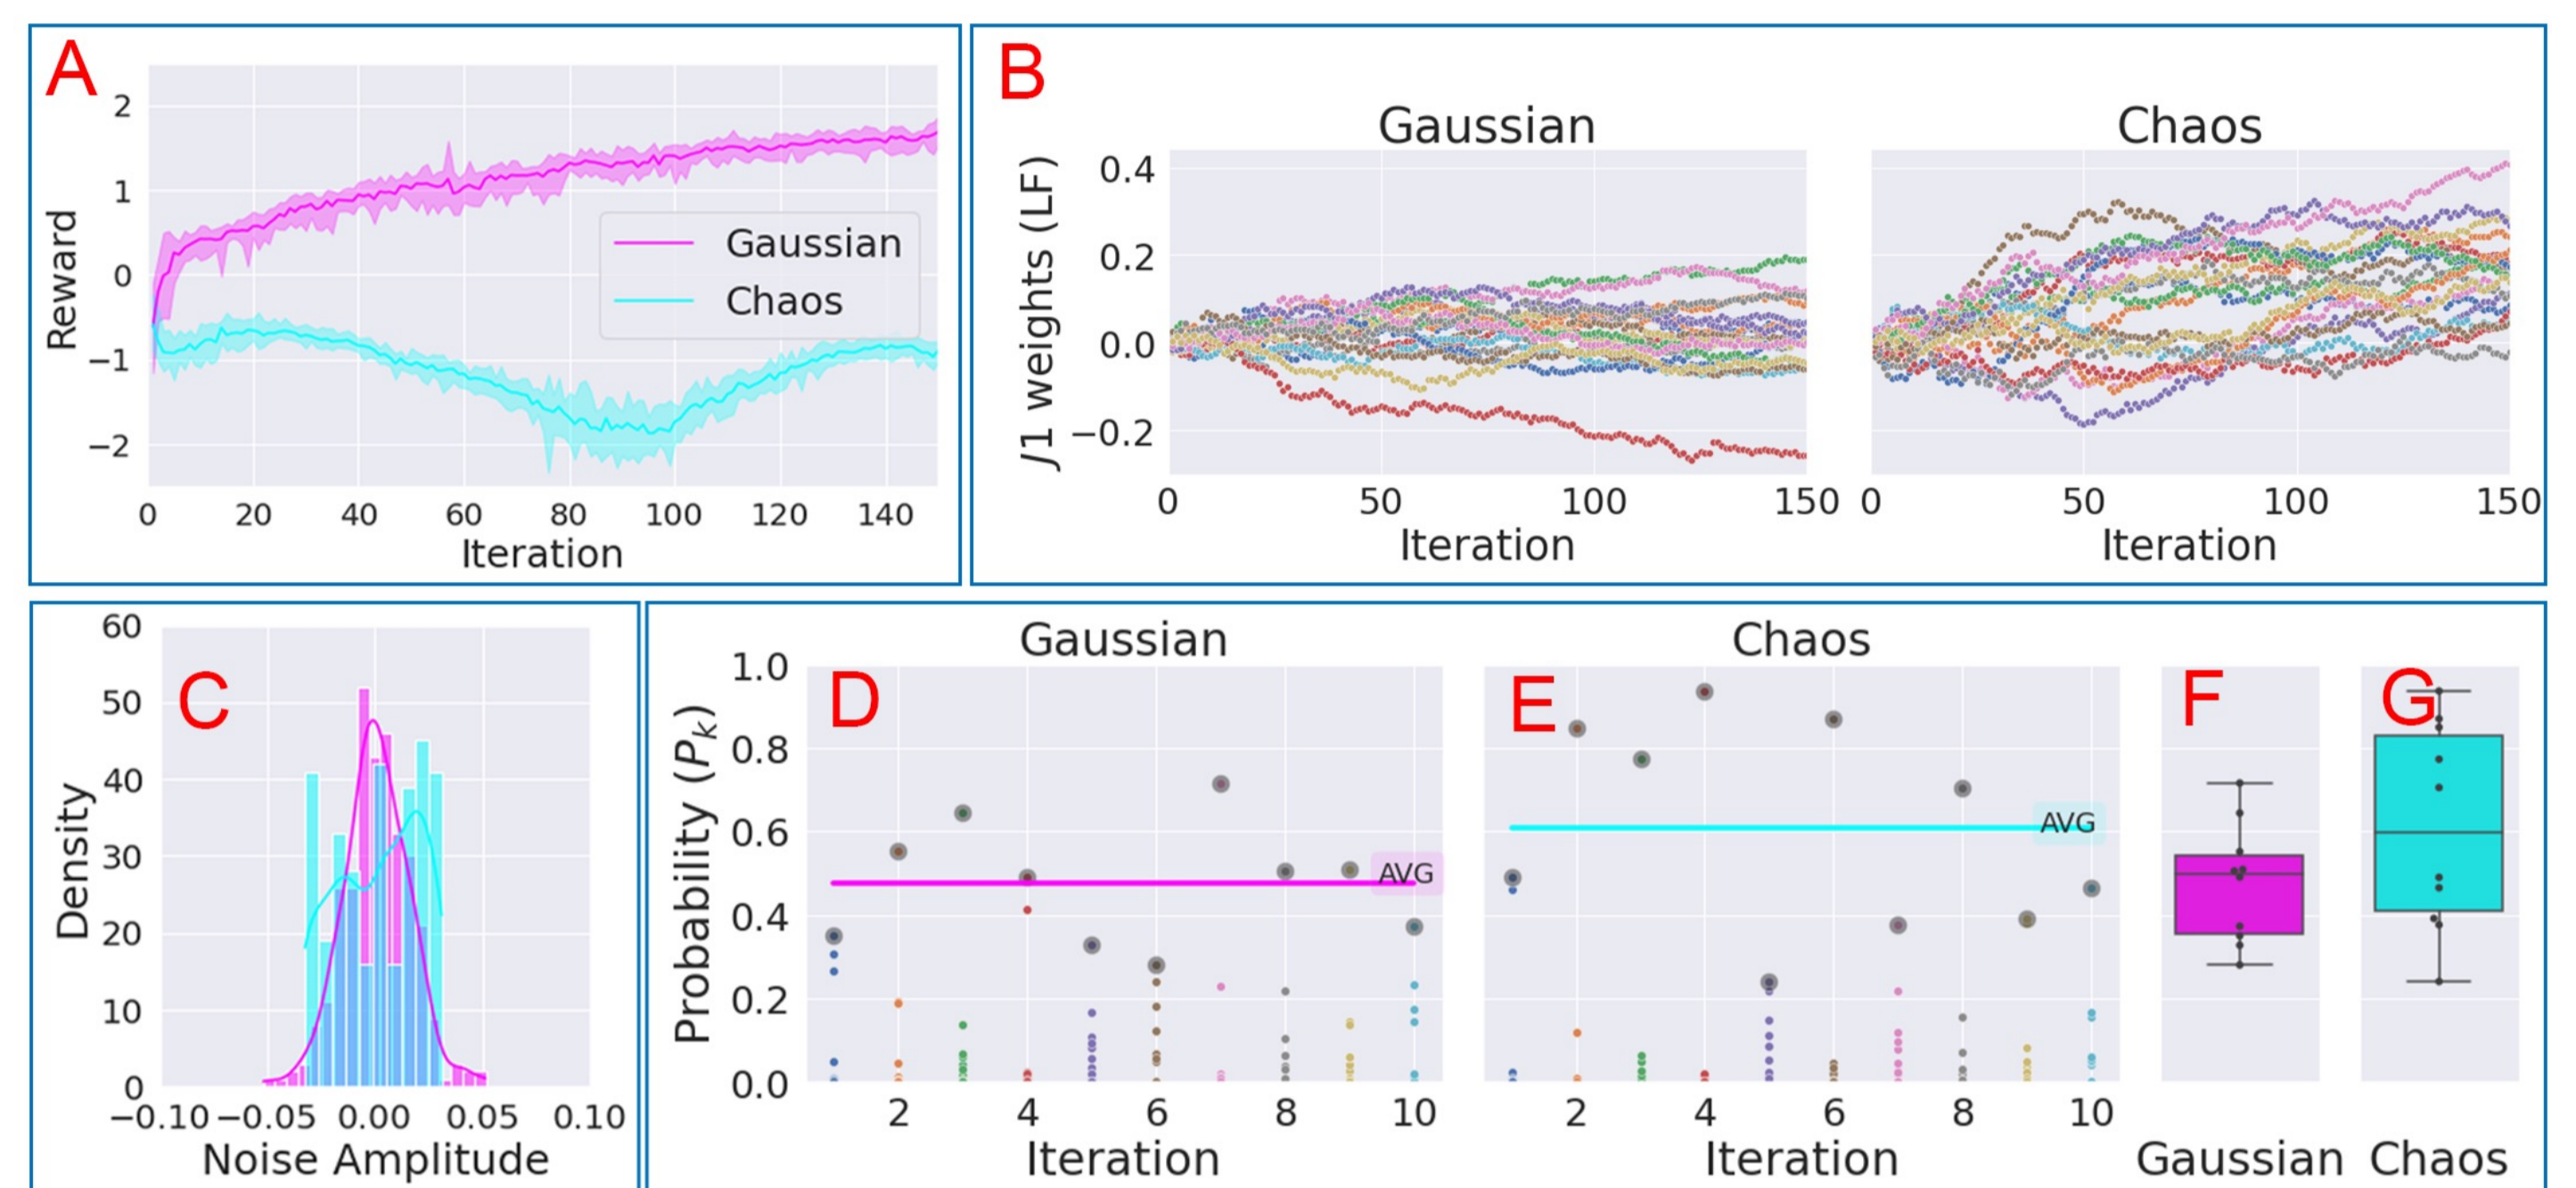 A
2
1
0
−1
−2
Reward
Gaussian
Chaos
0 20 40 60 80 100 120 140
Iteration
B
Gaussian
Chaos
J1 weights (LF)
0.4
0.2
0.0
−0.2
0 50 100 150
0 50 100 150
Iteration
Iteration
C
60
50
40
30
20
10
0
Density
−0.10 −0.05 0.00 0.05 0.10
Noise Amplitude
Gaussian
Chaos
D
E
F
G
Probability (Pk)
1.0
0.8
0.6
0.4
0.2
0.0
AVG
AVG
2 4 6 8 10
2 4 6 8 10
Iteration
Iteration
Gaussian
Chaos